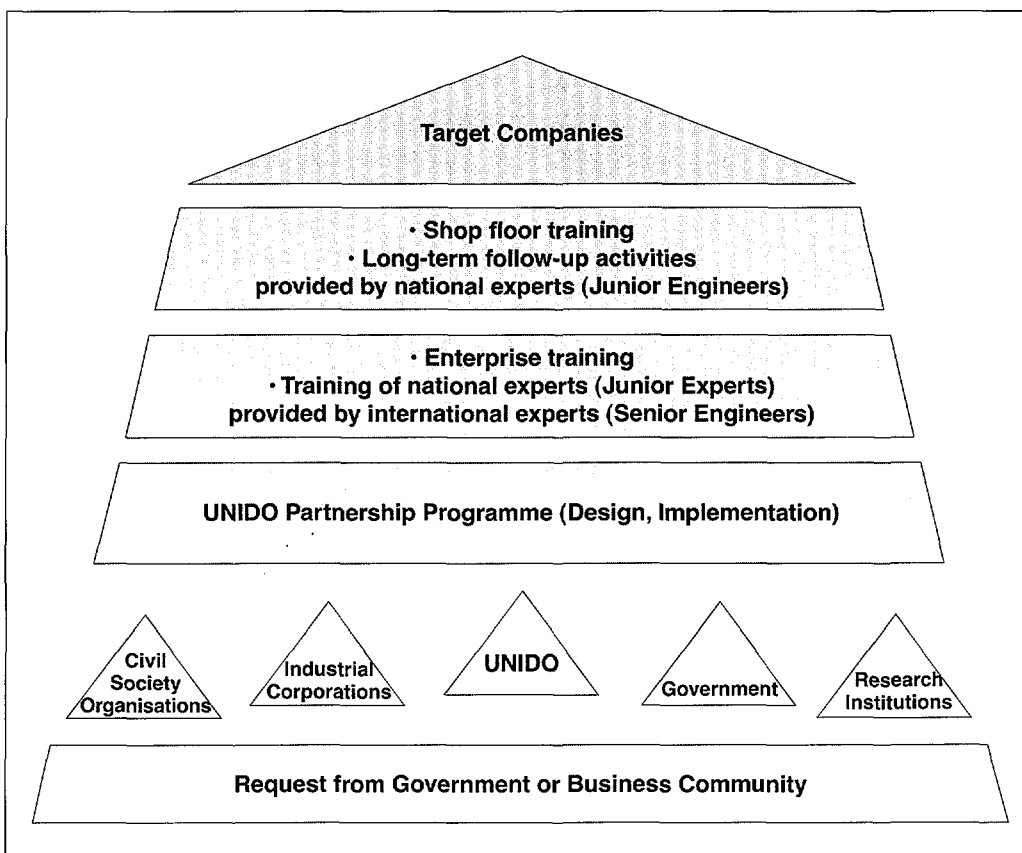 Target Companies
· Shop floor training
· Long-term follow-up activities
provided by national experts (Junior Engineers)
· Enterprise training
· Training of national experts (Junior Experts)
provided by international experts (Senior Engineers)
UNIDO Partnership Programme (Design, Implementation)
Civil
Society
Organisations
Industrial
Corporations
UNIDO
Government
Research
Institutions
Request from Government or Business Community